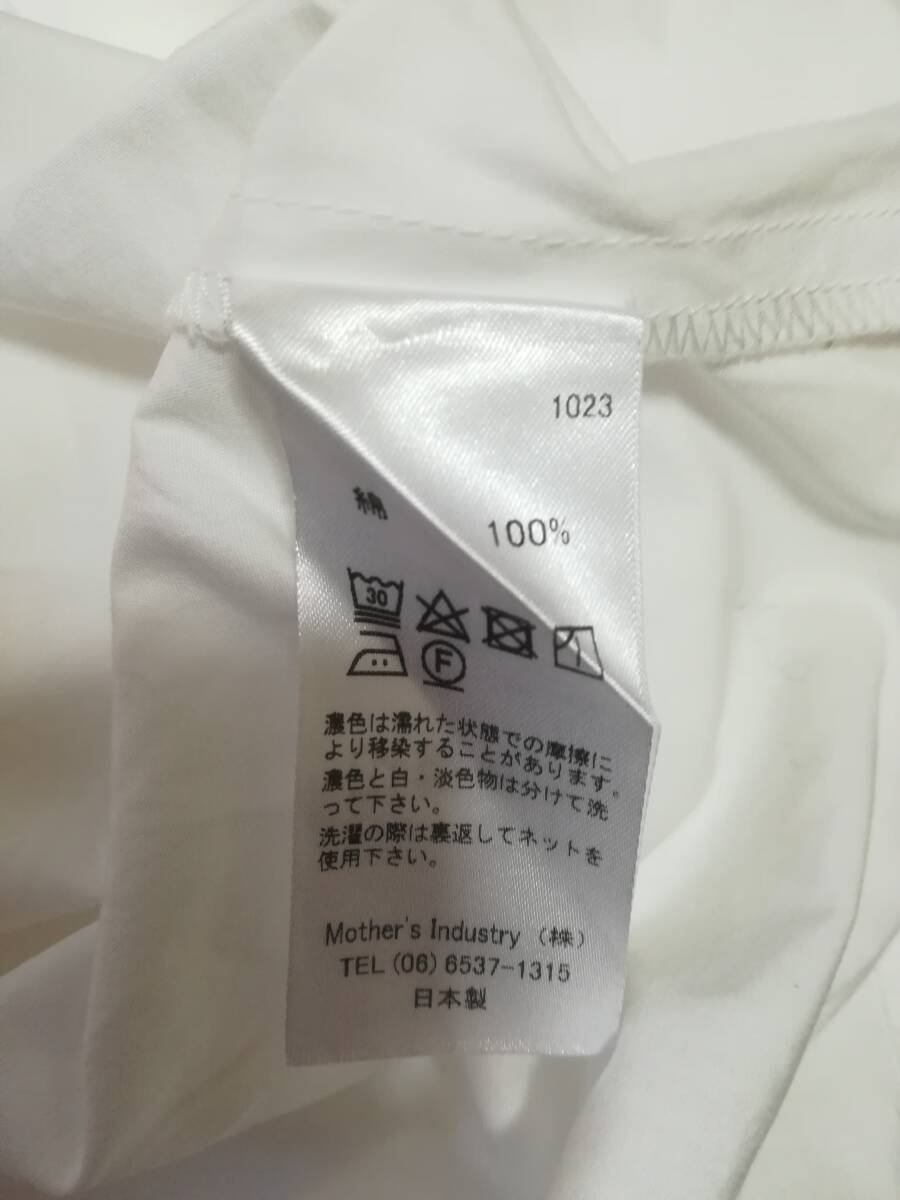 1023
綿 100%
30
F
濃色は濡れた状態での摩擦に
より移染することがあります。
濃色と白・淡色物は分けて洗
って下さい。
洗濯の際は裏返してネットを
使用下さい。
Mother's Industry (株)
TEL (06) 6537-1315
日本製